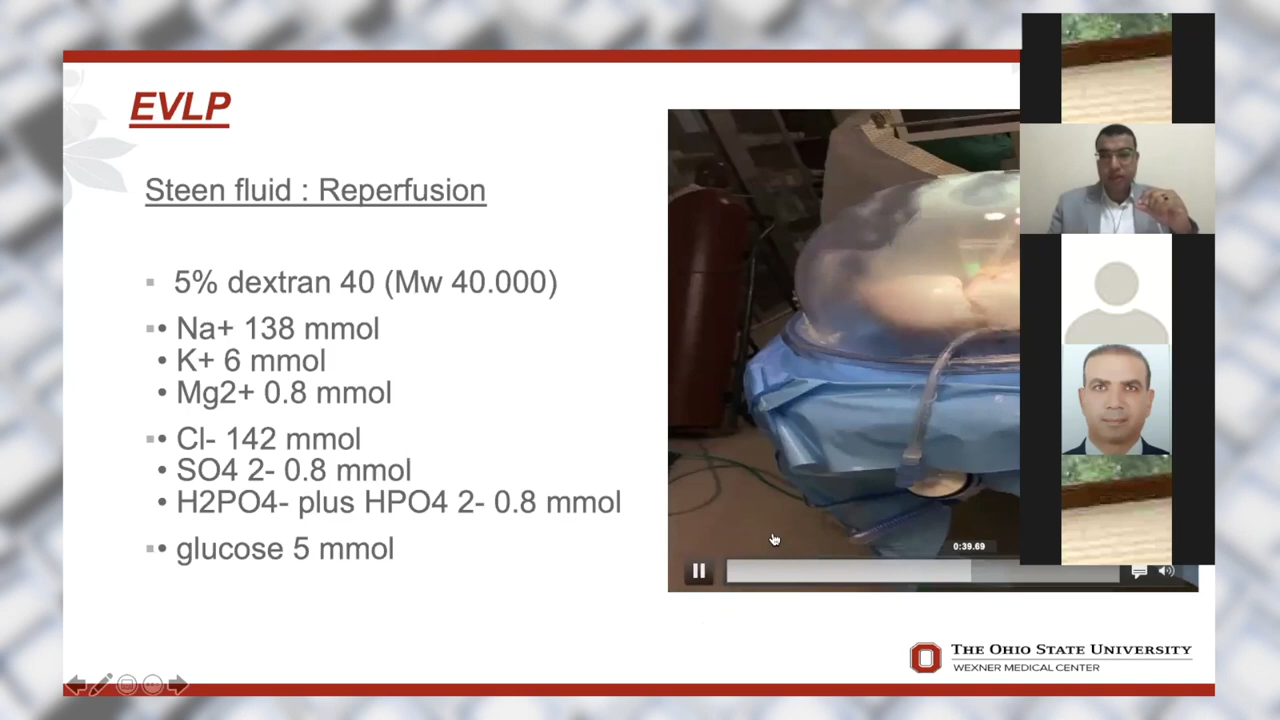 EVLP
Steen fluid : Reperfusion
5% dextran 40 (Mw 40.000)
• Na+ 138 mmol
• K+ 6 mmol
• Mg2+ 0.8 mmol
• Cl- 142 mmol
• SO4 2- 0.8 mmol
• H2PO4- plus HPO4 2- 0.8 mmol
• glucose 5 mmol
0:39.69
THE OHIO STATE UNIVERSITY
WEXNER MEDICAL CENTER